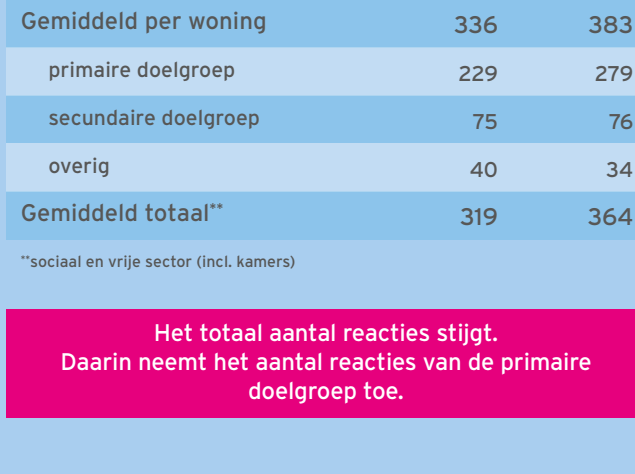 Gemiddeld per woning 336 383
primaire doelgroep 229 279
secundaire doelgroep 75 76
overig 40 34
Gemiddeld totaal** 319 364
**sociaal en vrije sector (incl. kamers)
Het totaal aantal reacties stijgt.
Daarin neemt het aantal reacties van de primaire
doelgroep toe.